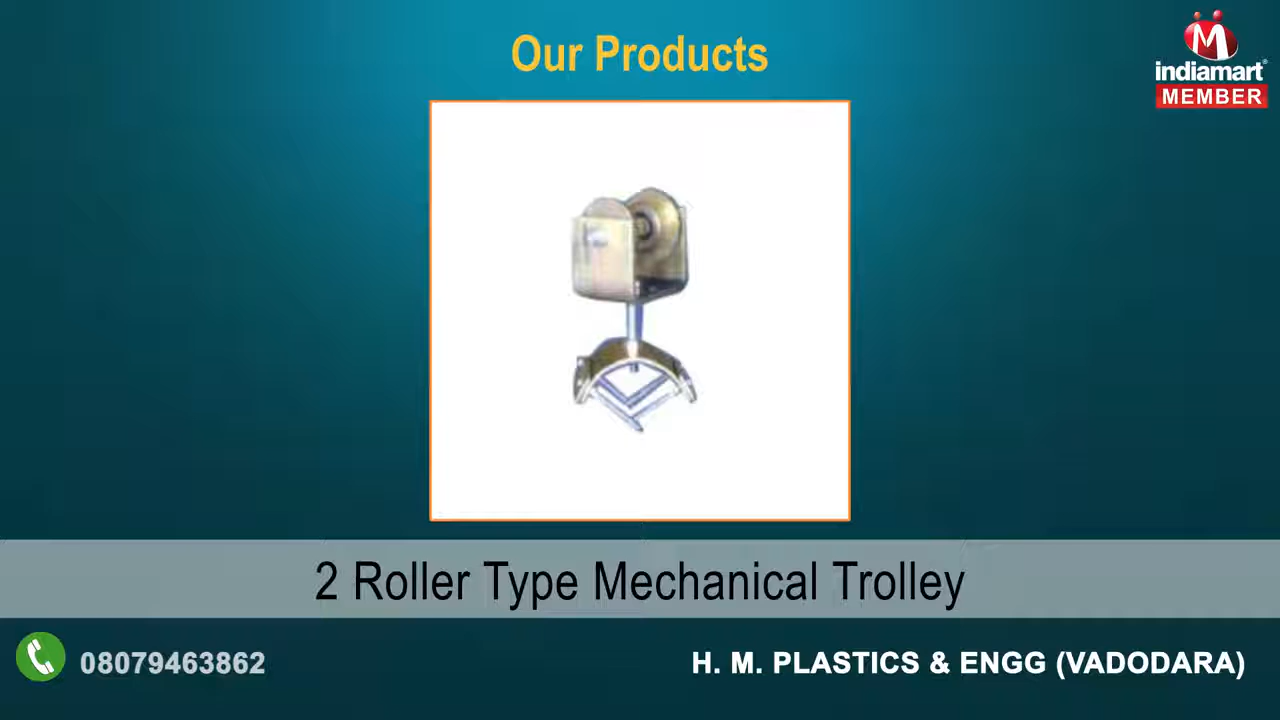 Our Products
indiamart
MEMBER
2 Roller Type Mechanical Trolley
08079463862
H. M. PLASTICS & ENGG (VADODARA)